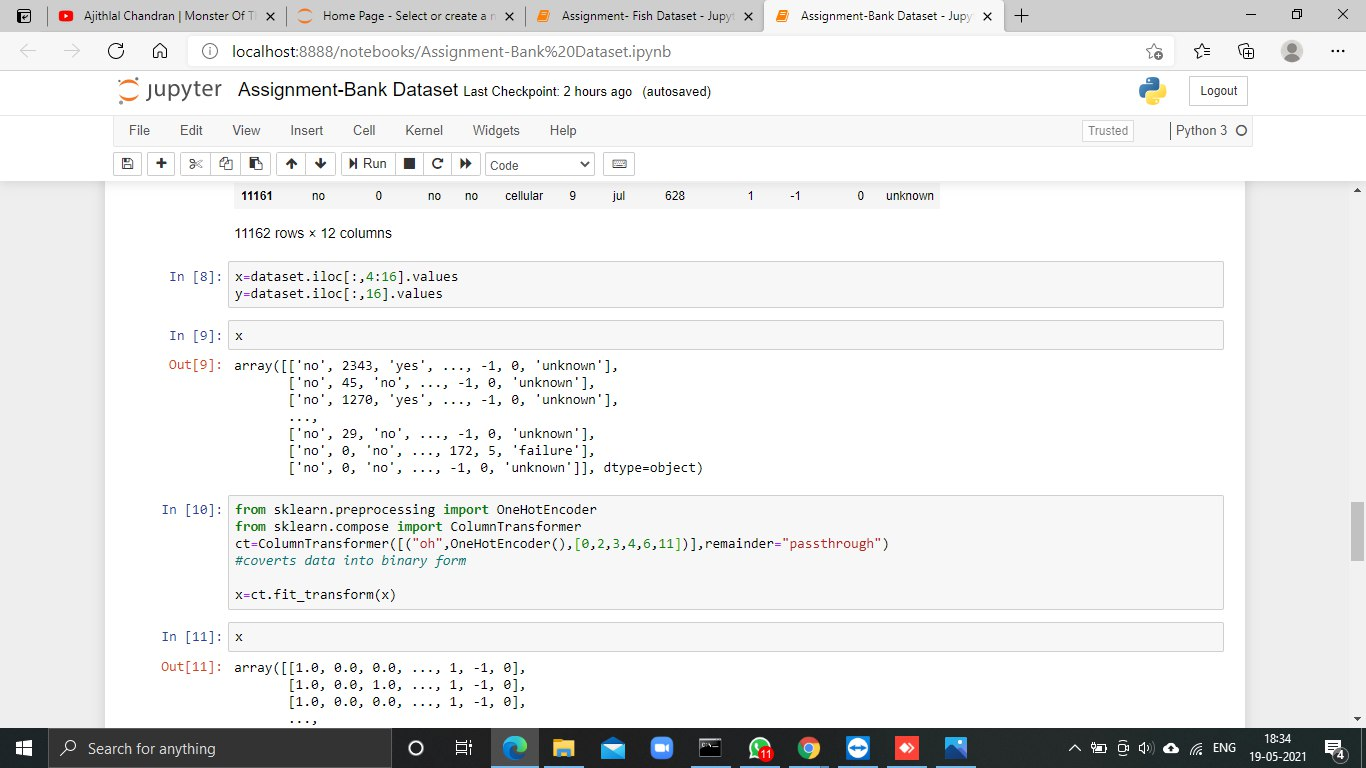 Ajithlal Chandran | Monster Of T
Home Page - Select or create a n
Assignment- Fish Dataset - Jupyt
Assignment-Bank Dataset - Jupy
localhost:8888/notebooks/Assignment-Bank%20Dataset.ipynb
jupyter Assignment-Bank Dataset Last Checkpoint: 2 hours ago (autosaved)
Logout
File Edit View Insert Cell Kernel Widgets Help
Trusted Python 3
Run Code
11161 no 0 no no cellular 9 jul 628 1 -1 0 unknown
11162 rows × 12 columns
In [8]: x=dataset.iloc[:,4:16].values
y=dataset.iloc[:,16].values
In [9]: x
Out[9]: array([['no', 2343, 'yes', ..., -1, 0, 'unknown'],
['no', 45, 'no', ..., -1, 0, 'unknown'],
['no', 1270, 'yes', ..., -1, 0, 'unknown'],
...,
['no', 29, 'no', ..., -1, 0, 'unknown'],
['no', 0, 'no', ..., 172, 5, 'failure'],
['no', 0, 'no', ..., -1, 0, 'unknown']], dtype=object)
In [10]: from sklearn.preprocessing import OneHotEncoder
from sklearn.compose import ColumnTransformer
ct=ColumnTransformer([("oh",OneHotEncoder(),[0,2,3,4,6,11])],remainder="passthrough")
#coverts data into binary form
x=ct.fit_transform(x)
In [11]: x
Out[11]: array([[1.0, 0.0, 0.0, ..., 1, -1, 0],
[1.0, 0.0, 1.0, ..., 1, -1, 0],
[1.0, 0.0, 0.0, ..., 1, -1, 0],
...,
Search for anything
11
ENG
18:34
19-05-2021
4